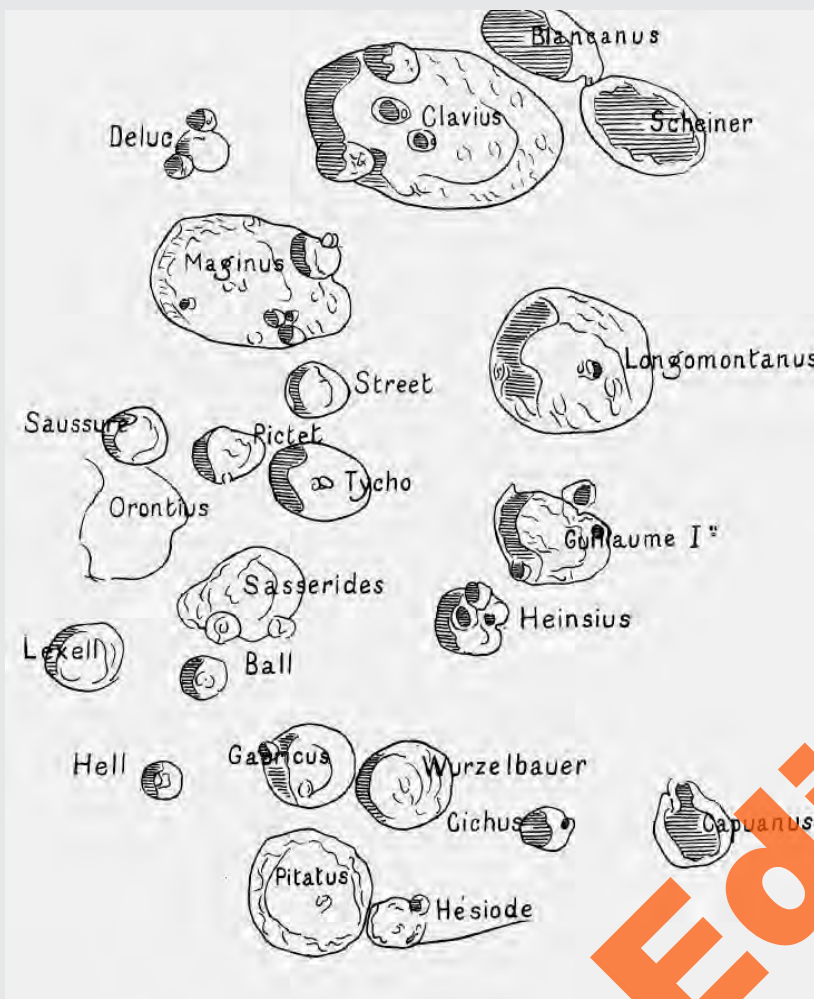 Blancanus
Clavius
Scheiner
Deluc
Maginus
Longomontanus
Street
Saussure
Pictet
Tycho
Orontius
Guillaume I
Sasserides
Heinsius
Lexell
Ball
Gauricus
Hell
Wurzelbauer
Cichus
Capuanus
Pitatus
Hésiode
Edi